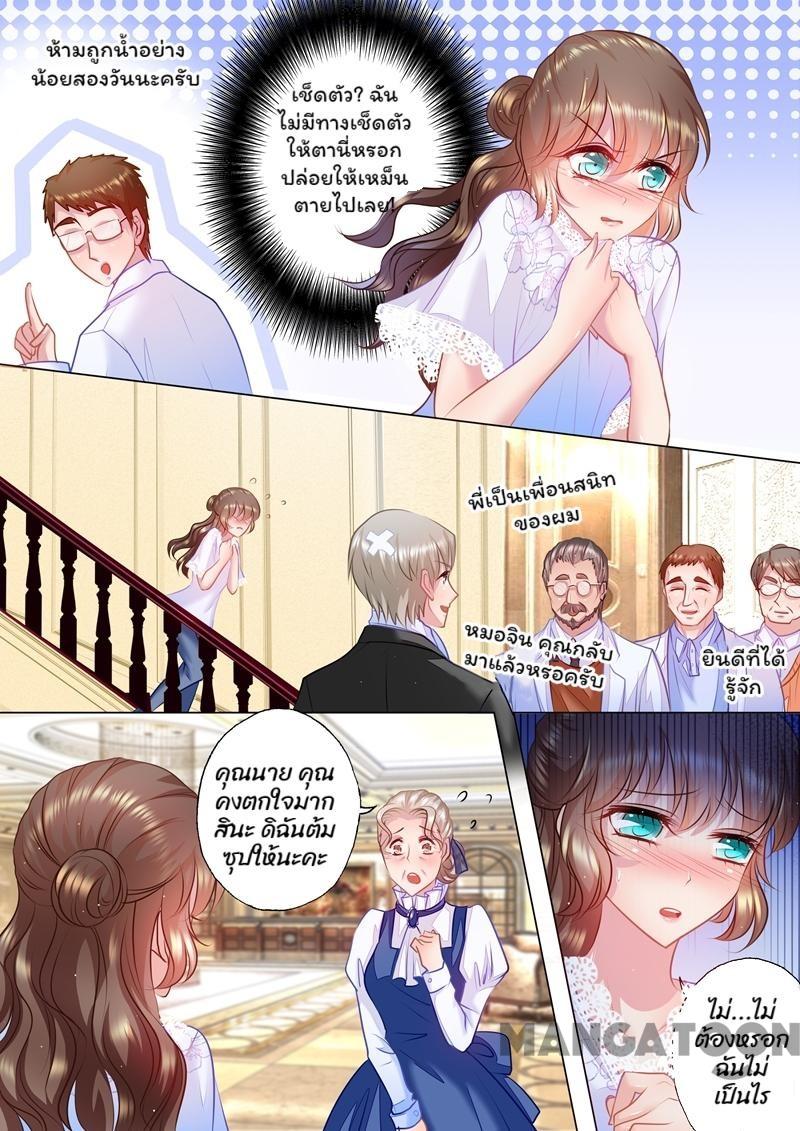 ห้ามถูกน้ำอย่าง
น้อยสองวันนะครับ
เช็ดตัว? ฉัน
ไม่มีทางเช็ดตัว
ให้ตานี่หรอก
ปล่อยให้เหม็น
ตายไปเลย!
พี่เป็นเพื่อนสนิท
ของผม
หมอจิน คุณกลับ
มาแล้วหรอครับ
ยินดีที่ได้
รู้จัก
คุณนาย คุณ
คงตกใจมาก
สินะ ดิฉันต้ม
ซุปให้นะคะ
ไม่...ไม่
ต้องหรอก
ฉันไม่
เป็นไร
MANGATOON